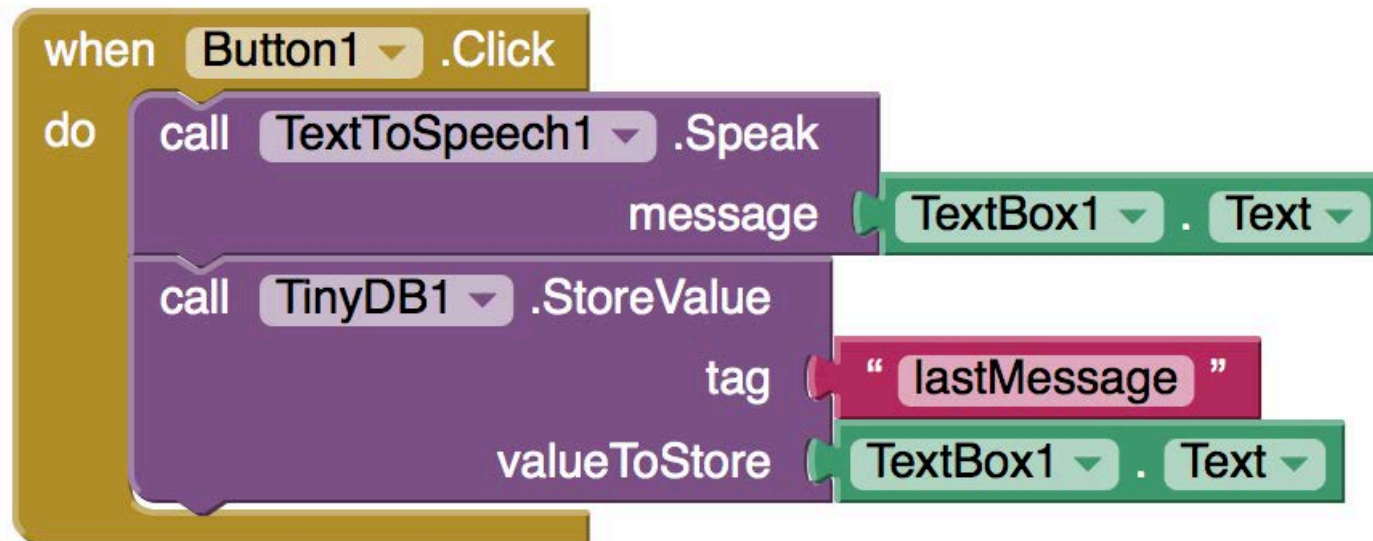 when Button1 .Click
do call TextToSpeech1 .Speak
message TextBox1 . Text
call TinyDB1 .StoreValue
tag “ lastMessage ”
valueToStore TextBox1 . Text